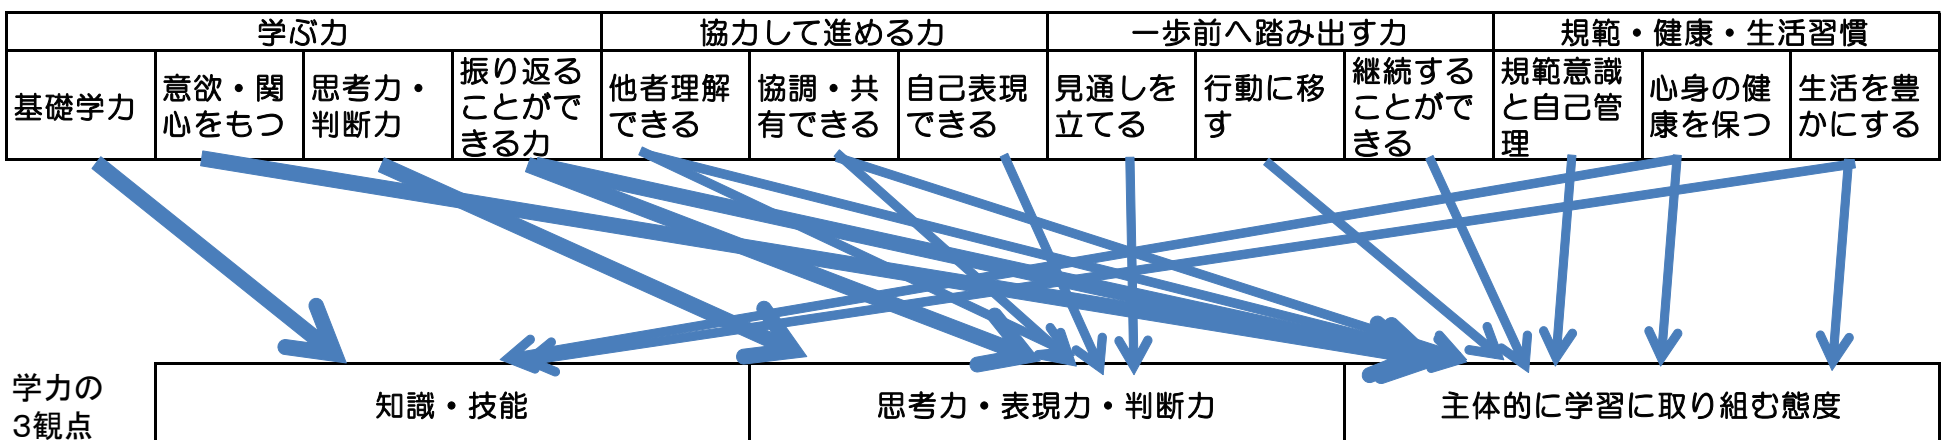 学ぶ力
協力して進める力
一歩前へ踏み出す力
規範・健康・生活習慣
基礎学力
意欲・関
心をもつ
思考力・
判断力
振り返る
ことがで
きる力
他者理解
できる
協調・共
有できる
自己表現
できる
見通しを
立てる
行動に移
す
継続する
ことがで
きる
規範意識
と自己管
理
心身の健
康を保つ
生活を豊
かにする
学力の
3観点
知識・技能
思考力・表現力・判断力
主体的に学習に取り組む態度